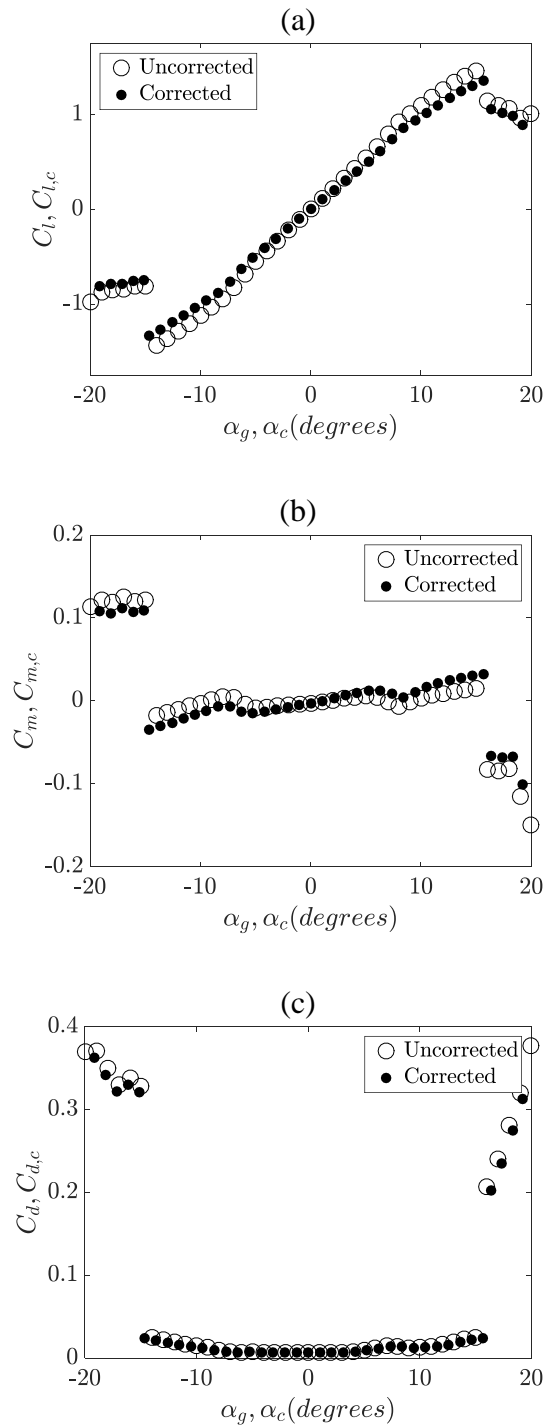 (a)
Uncorrected
Corrected
1
0
-1
C_l, C_{l,c}
-20 -10 0 10 20
α_g, α_c(degrees)
(b)
0.2
Uncorrected
Corrected
0.1
0
-0.1
-0.2
C_m, C_{m,c}
-20 -10 0 10 20
α_g, α_c(degrees)
(c)
0.4
Uncorrected
Corrected
0.3
0.2
0.1
0
C_d, C_{d,c}
-20 -10 0 10 20
α_g, α_c(degrees)